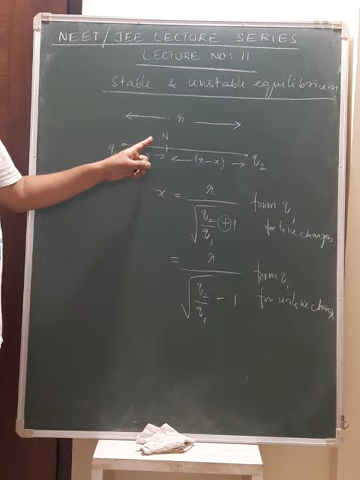 NEET/JEE LECTURE SERIES
LECTURE NO: 11
Stable & unstable equilibrium
← r →
N
q x → ← (r-x) → q₂
x = r / (√(q₂/q₁) ⊕ 1) from q₁ for like charges
= r / (√(q₂/q₁) - 1) from q₁ for unlike charges